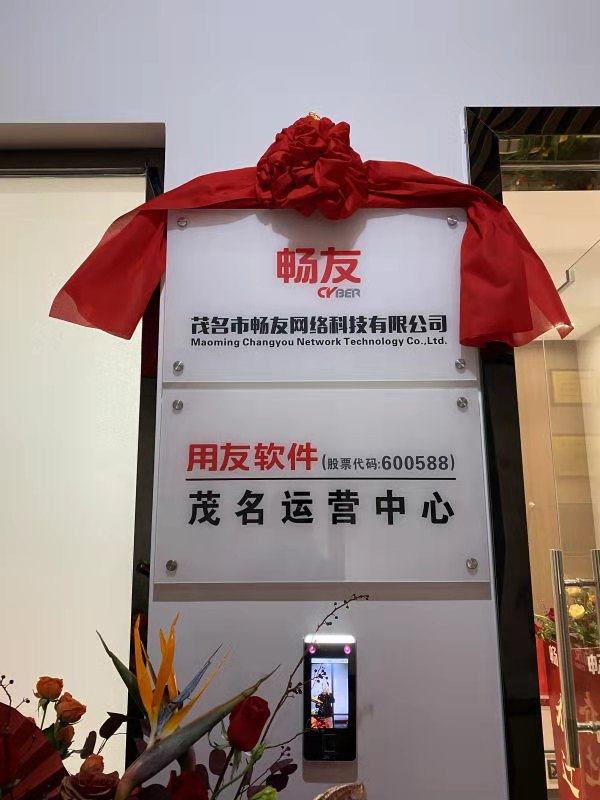 畅友
CYBER
茂名市畅友网络科技有限公司
Maoming Changyou Network Technology Co.,Ltd.
用友软件(股票代码:600588)
茂名运营中心